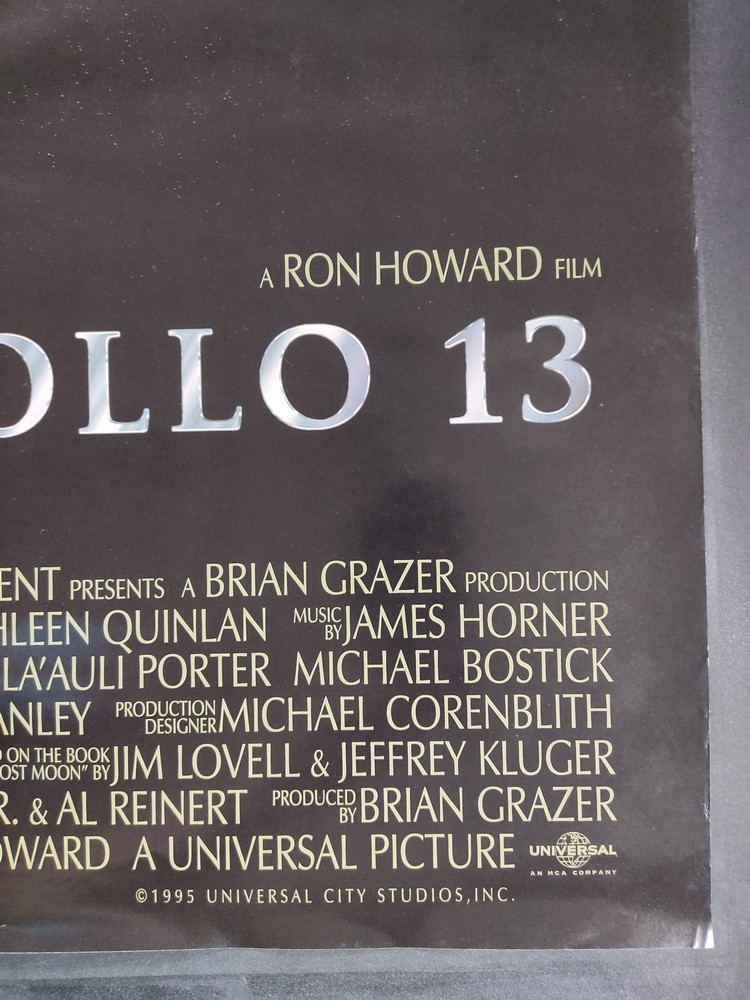 A RON HOWARD FILM
OLLO 13
ENT PRESENTS A BRIAN GRAZER PRODUCTION
HLEEN QUINLAN MUSIC BY JAMES HORNER
LA'AULI PORTER MICHAEL BOSTICK
ANLEY PRODUCTION DESIGNER MICHAEL CORENBLITH
D ON THE BOOK OST MOON" BY JIM LOVELL & JEFFREY KLUGER
R. & AL REINERT PRODUCED BY BRIAN GRAZER
OWARD A UNIVERSAL PICTURE UNIVERSAL
AN MCA COMPANY
©1995 UNIVERSAL CITY STUDIOS, INC.